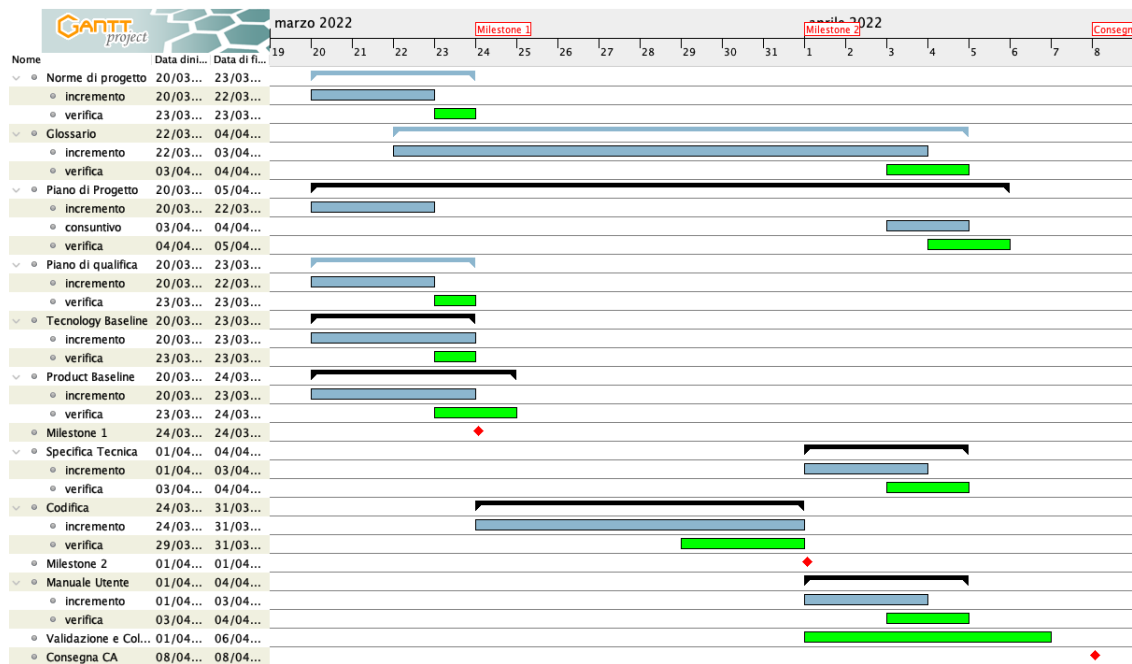 GANTT project
marzo 2022
aprile 2022
Milestone 1
Milestone 2
Consegn
19 20 21 22 23 24 25 26 27 28 29 30 31 1 2 3 4 5 6 7 8
Nome Data dini... Data di fi...
Norme di progetto 20/03... 23/03...
incremento 20/03... 22/03...
verifica 23/03... 23/03...
Glossario 22/03... 04/04...
incremento 22/03... 03/04...
verifica 03/04... 04/04...
Piano di Progetto 20/03... 05/04...
incremento 20/03... 22/03...
consuntivo 03/04... 04/04...
verifica 04/04... 05/04...
Piano di qualifica 20/03... 23/03...
incremento 20/03... 22/03...
verifica 23/03... 23/03...
Tecnology Baseline 20/03... 23/03...
incremento 20/03... 23/03...
verifica 23/03... 23/03...
Product Baseline 20/03... 24/03...
incremento 20/03... 23/03...
verifica 23/03... 24/03...
Milestone 1 24/03... 24/03...
Specifica Tecnica 01/04... 04/04...
incremento 01/04... 03/04...
verifica 03/04... 04/04...
Codifica 24/03... 31/03...
incremento 24/03... 31/03...
verifica 29/03... 31/03...
Milestone 2 01/04... 01/04...
Manuale Utente 01/04... 04/04...
incremento 01/04... 03/04...
verifica 03/04... 04/04...
Validazione e Col... 01/04... 06/04...
Consegna CA 08/04... 08/04...